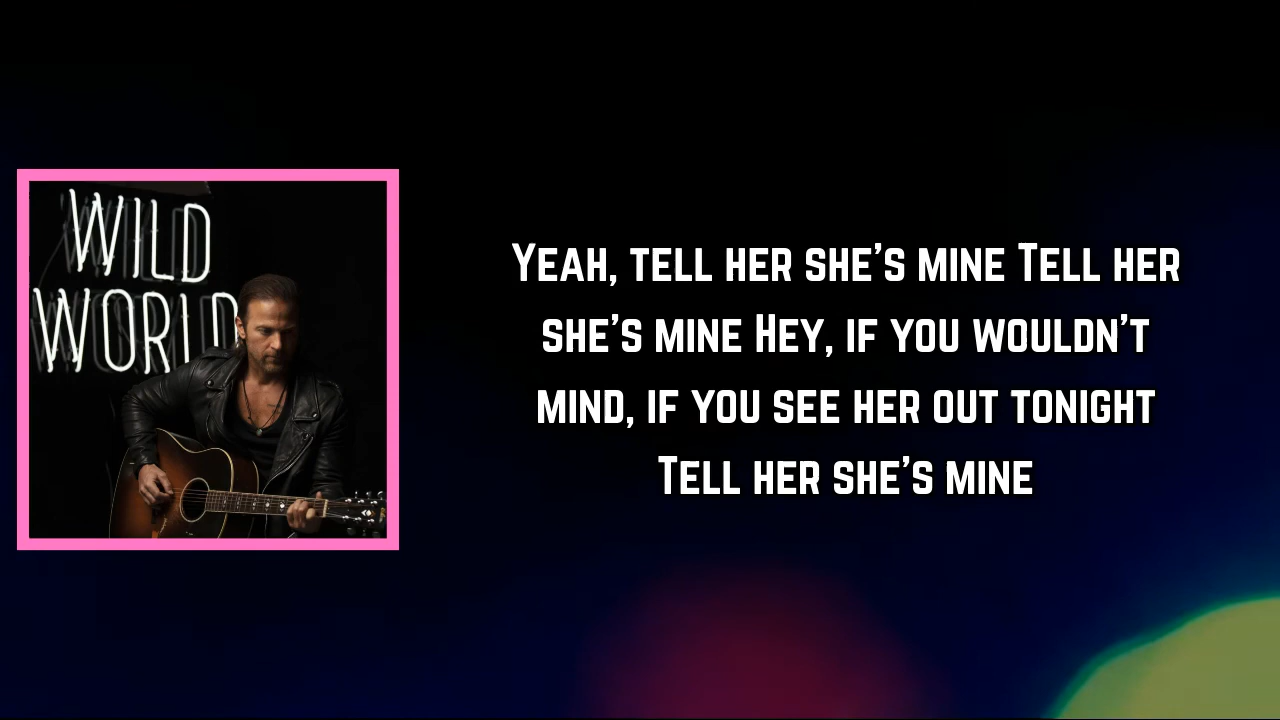 WILD
WORLD
Yeah, tell her she's mine Tell her
she's mine Hey, if you wouldn't
mind, if you see her out tonight
Tell her she's mine